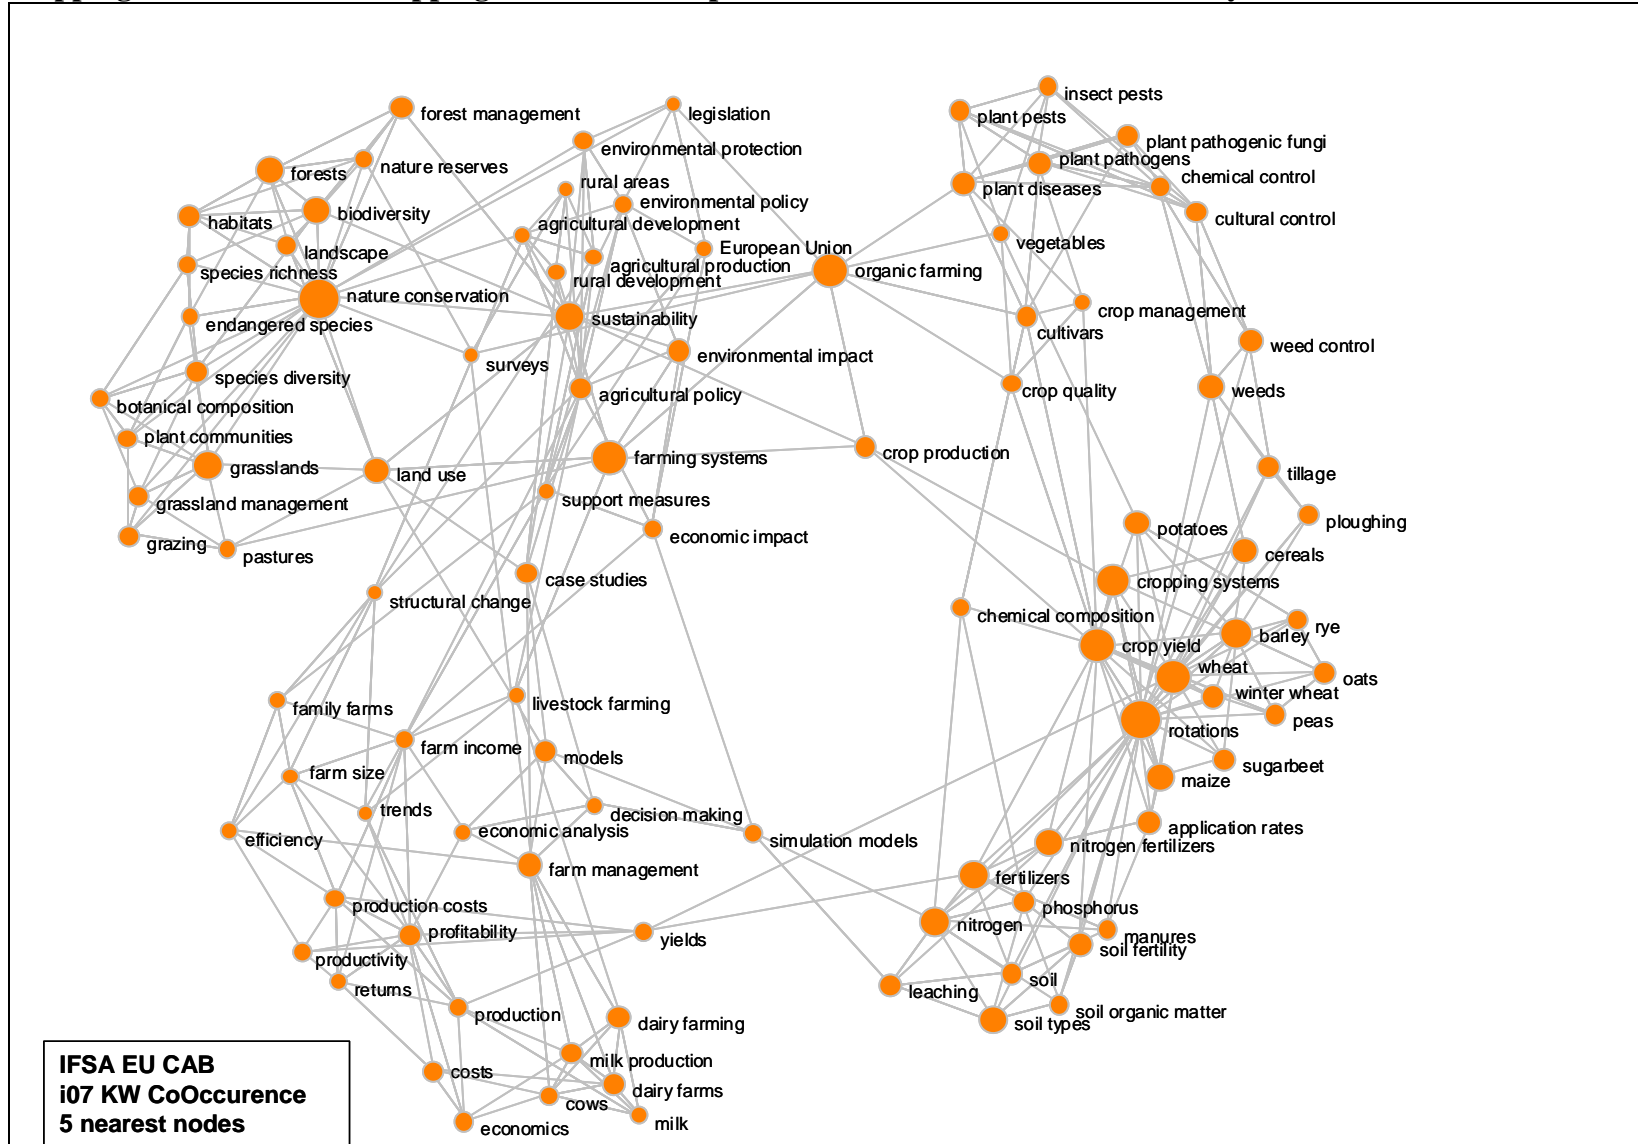 forest management
legislation
insect pests
plant pests
environmental protection
plant pathogenic fungi
plant pathogens
nature reserves
forests
chemical control
rural areas
plant diseases
environmental policy
biodiversity
habitats
cultural control
agricultural development
vegetables
European Union
landscape
agricultural production
species richness
organic farming
rural development
nature conservation
crop management
sustainability
endangered species
cultivars
weed control
environmental impact
surveys
species diversity
crop quality
weeds
agricultural policy
botanical composition
plant communities
crop production
farming systems
grasslands
land use
tillage
support measures
grassland management
ploughing
potatoes
economic impact
grazing
pastures
cereals
case studies
cropping systems
structural change
chemical composition
rye
barley
crop yield
wheat
oats
winter wheat
livestock farming
family farms
peas
rotations
farm income
models
sugarbeet
farm size
maize
trends
decision making
application rates
economic analysis
efficiency
simulation models
nitrogen fertilizers
farm management
fertilizers
production costs
phosphorus
nitrogen
profitability
manures
yields
soil fertility
productivity
soil
returns
leaching
soil organic matter
production
dairy farming
soil types
milk production
costs
dairy farms
cows
milk
economics
IFSA EU CAB
i07 KW CoOccurence
5 nearest nodes